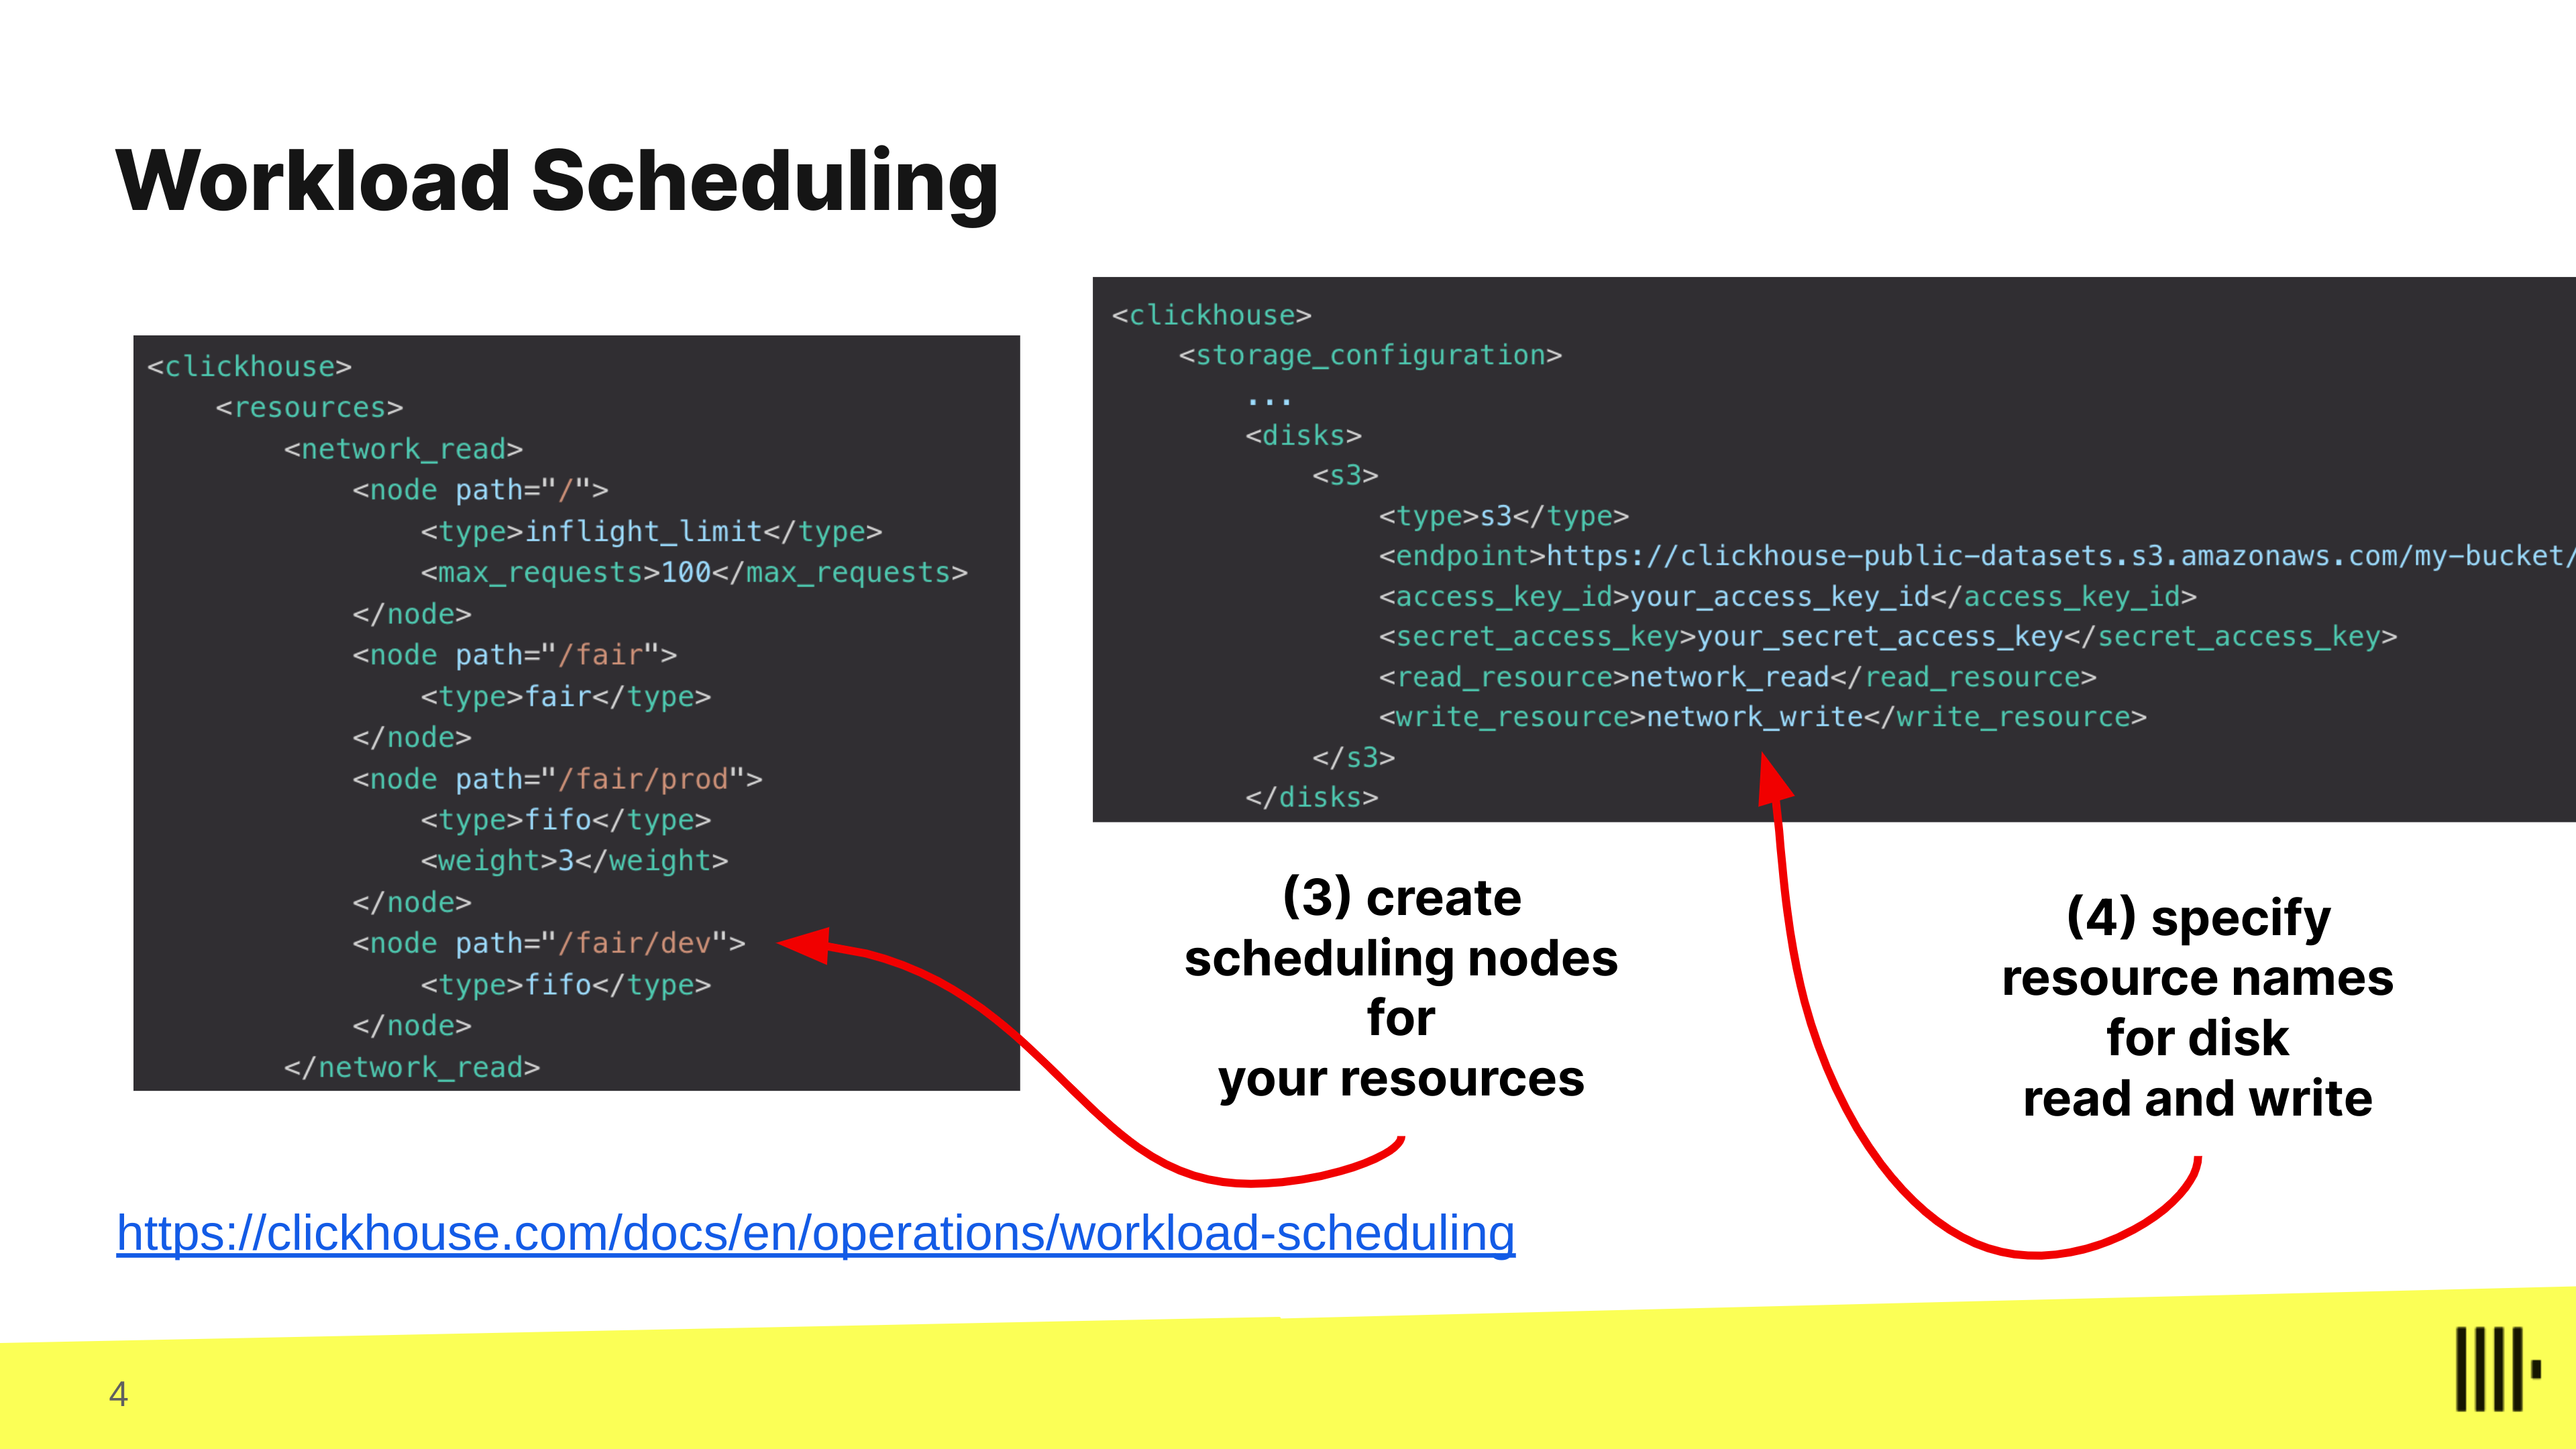 Workload Scheduling
<clickhouse>
    <resources>
        <network_read>
            <node path="/">
                <type>inflight_limit</type>
                <max_requests>100</max_requests>
            </node>
            <node path="/fair">
                <type>fair</type>
            </node>
            <node path="/fair/prod">
                <type>fifo</type>
                <weight>3</weight>
            </node>
            <node path="/fair/dev">
                <type>fifo</type>
            </node>
        </network_read>
<clickhouse>
    <storage_configuration>
        ...
        <disks>
            <s3>
                <type>s3</type>
                <endpoint>https://clickhouse-public-datasets.s3.amazonaws.com/my-bucket/
                <access_key_id>your_access_key_id</access_key_id>
                <secret_access_key>your_secret_access_key</secret_access_key>
                <read_resource>network_read</read_resource>
                <write_resource>network_write</write_resource>
            </s3>
        </disks>
(3) create
scheduling nodes
for
your resources
(4) specify
resource names
for disk
read and write
https://clickhouse.com/docs/en/operations/workload-scheduling
4